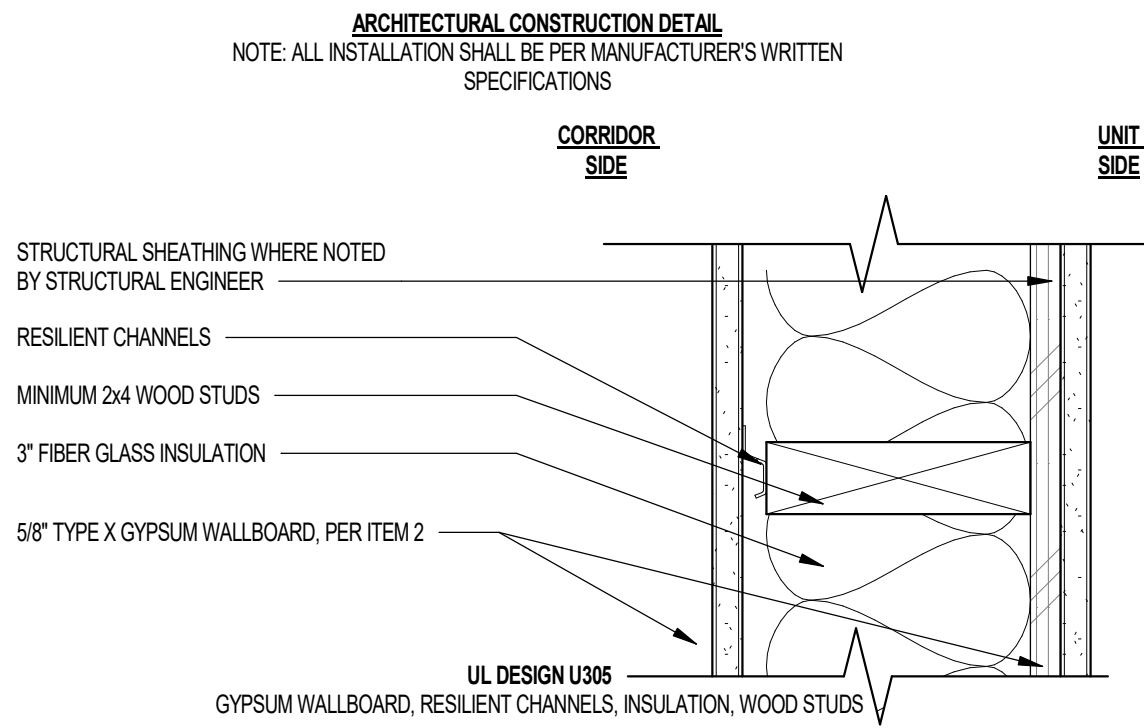 ARCHITECTURAL CONSTRUCTION DETAIL
NOTE: ALL INSTALLATION SHALL BE PER MANUFACTURER'S WRITTEN
SPECIFICATIONS
CORRIDOR
SIDE
UNIT
SIDE
STRUCTURAL SHEATHING WHERE NOTED
BY STRUCTURAL ENGINEER
RESILIENT CHANNELS
MINIMUM 2x4 WOOD STUDS
3" FIBER GLASS INSULATION
5/8" TYPE X GYPSUM WALLBOARD, PER ITEM 2
UL DESIGN U305
GYPSUM WALLBOARD, RESILIENT CHANNELS, INSULATION, WOOD STUDS